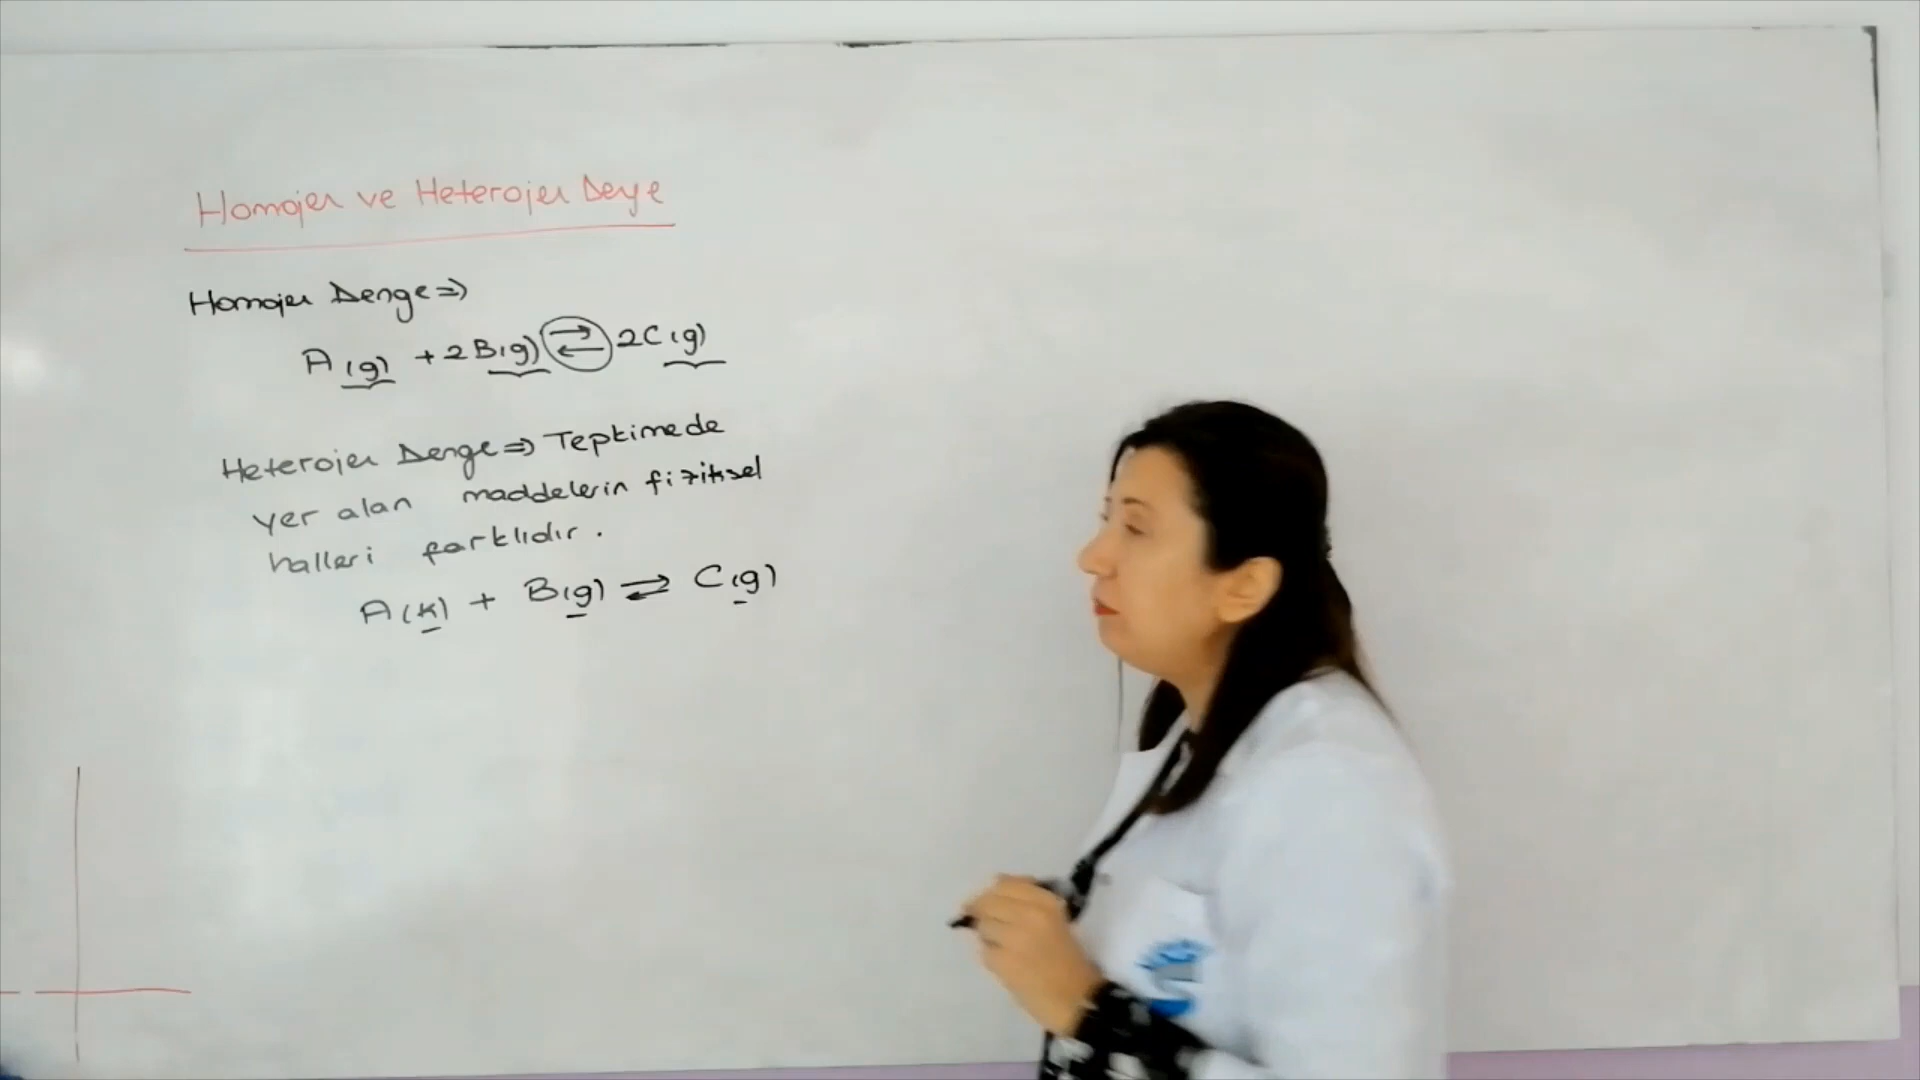 Homojen ve Heterojen Denge
Homojen Denge ⇒
A(g) + 2B(g) ⇄ 2C(g)
Heterojen Denge ⇒ Tepkimede
yer alan maddelerin fiziksel
halleri farklıdır.
A(k) + B(g) ⇌ C(g)